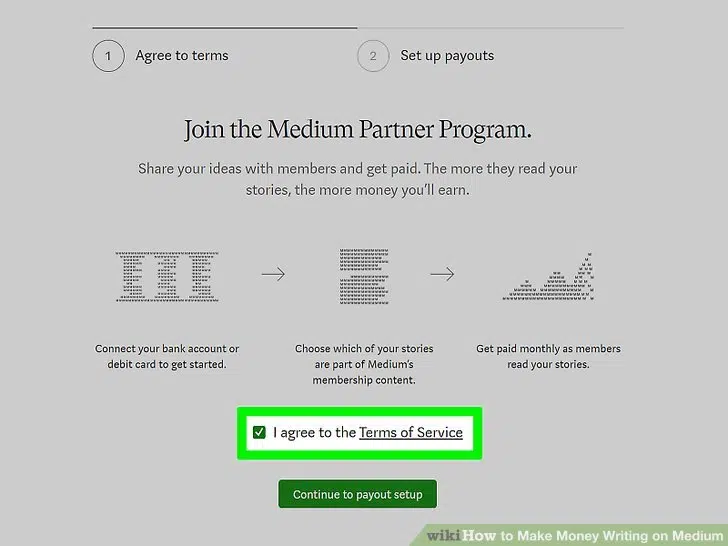 1 Agree to terms
2 Set up payouts
Join the Medium Partner Program.
Share your ideas with members and get paid. The more they read your
stories, the more money you'll earn.
Connect your bank account or
debit card to get started.
Choose which of your stories
are part of Medium's
membership content.
Get paid monthly as members
read your stories.
I agree to the Terms of Service
Continue to payout setup
wikiHow to Make Money Writing on Medium